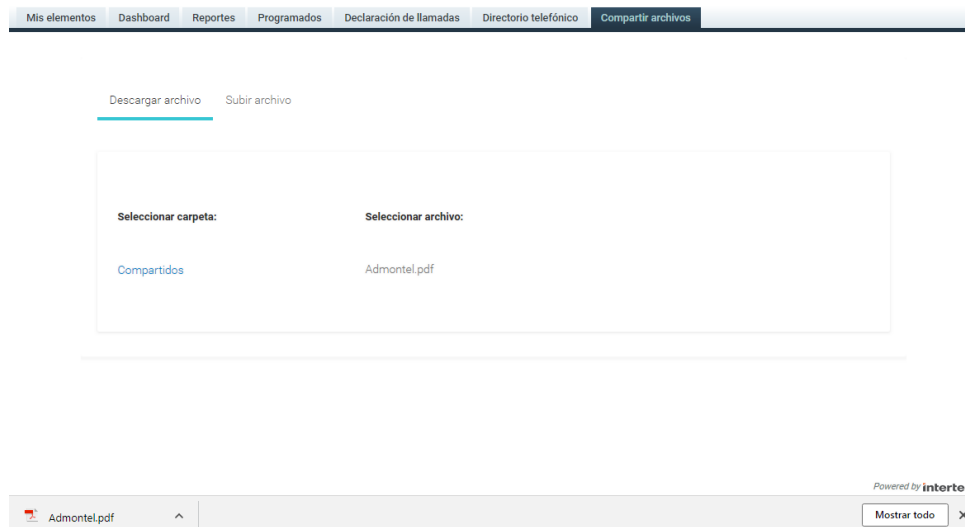 Mis elementos Dashboard Reportes Programados Declaración de llamadas Directorio telefónico Compartir archivos
Descargar archivo Subir archivo
Seleccionar carpeta: Seleccionar archivo:
Compartidos Admontel.pdf
Powered by interte
Admontel.pdf Mostrar todo